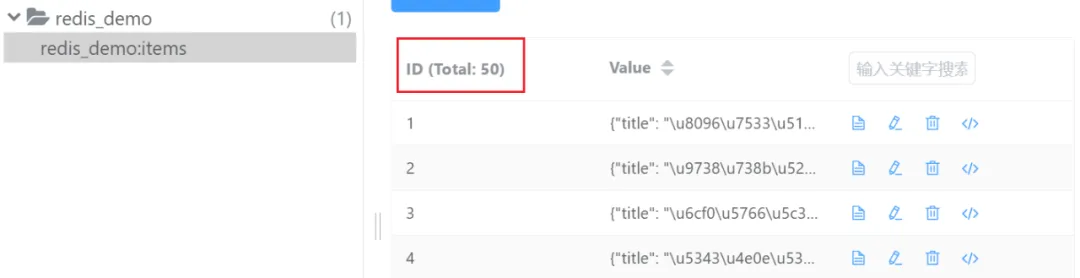 redis_demo (1)
redis_demo:items
ID (Total: 50) Value 输入关键字搜索
1 {"title": "\u8096\u7533\u51...
2 {"title": "\u9738\u738b\u52...
3 {"title": "\u6cf0\u5766\u5c3...
4 {"title": "\u5343\u4e0e\u53...